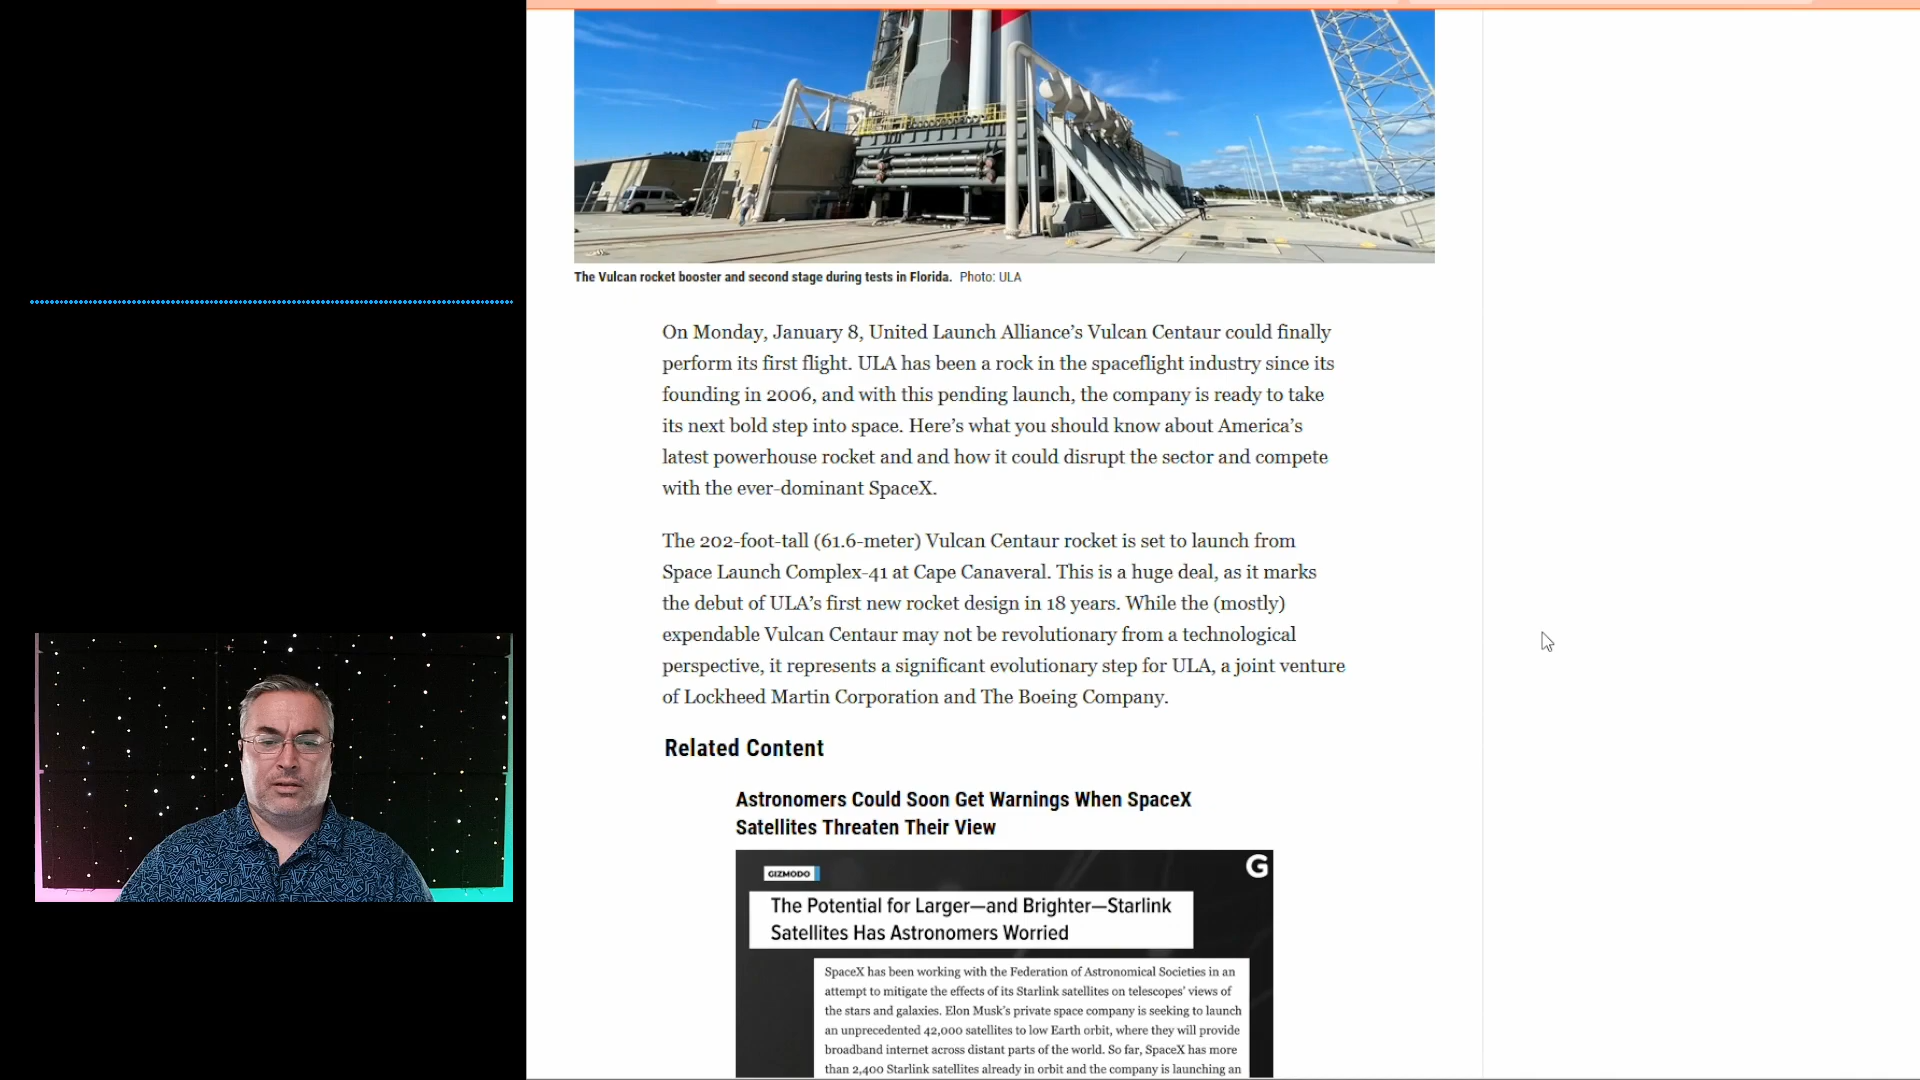 The Vulcan rocket booster and second stage during tests in Florida. Photo: ULA
On Monday, January 8, United Launch Alliance’s Vulcan Centaur could finally
perform its first flight. ULA has been a rock in the spaceflight industry since its
founding in 2006, and with this pending launch, the company is ready to take
its next bold step into space. Here’s what you should know about America’s
latest powerhouse rocket and and how it could disrupt the sector and compete
with the ever-dominant SpaceX.
The 202-foot-tall (61.6-meter) Vulcan Centaur rocket is set to launch from
Space Launch Complex-41 at Cape Canaveral. This is a huge deal, as it marks
the debut of ULA’s first new rocket design in 18 years. While the (mostly)
expendable Vulcan Centaur may not be revolutionary from a technological
perspective, it represents a significant evolutionary step for ULA, a joint venture
of Lockheed Martin Corporation and The Boeing Company.
Related Content
Astronomers Could Soon Get Warnings When SpaceX
Satellites Threaten Their View
G
GIZMODO
The Potential for Larger—and Brighter—Starlink
Satellites Has Astronomers Worried
SpaceX has been working with the Federation of Astronomical Societies in an
attempt to mitigate the effects of its Starlink satellites on telescopes’ views of
the stars and galaxies. Elon Musk’s private space company is seeking to launch
an unprecedented 42,000 satellites to low Earth orbit, where they will provide
broadband internet across distant parts of the world. So far, SpaceX has more
than 2,400 Starlink satellites already in orbit and the company is launching an